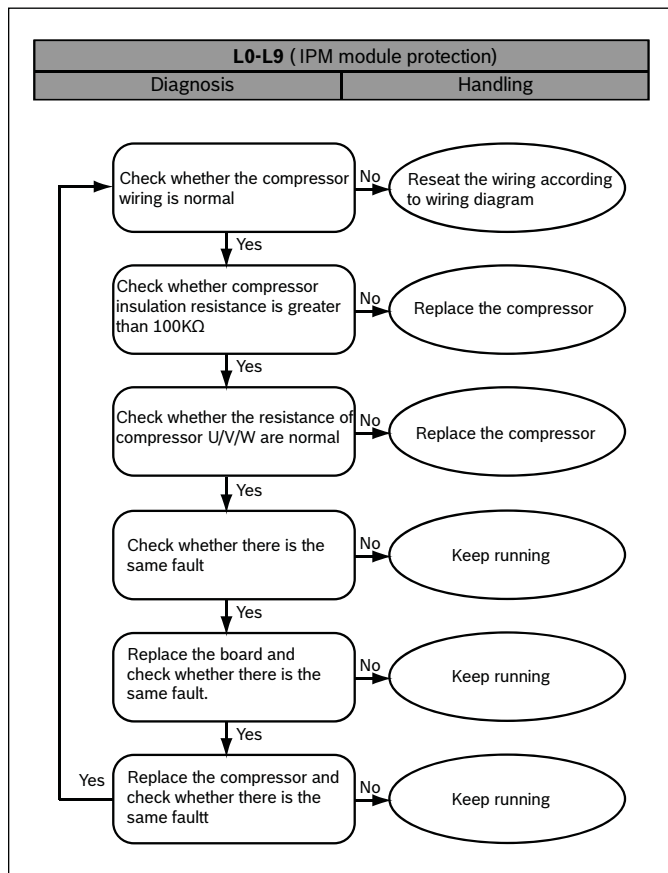 L0-L9 ( IPM module protection)
Diagnosis
Handling
Check whether the compressor
wiring is normal
No
Reseat the wiring according
to wiring diagram
Yes
Check whether compressor
insulation resistance is greater
than 100KΩ
No
Replace the compressor
Yes
Check whether the resistance of
compressor U/V/W are normal
No
Replace the compressor
Yes
Check whether there is the
same fault
No
Keep running
Yes
Replace the board and
check whether there is the
same fault.
No
Keep running
Yes
Yes
Replace the compressor and
check whether there is the
same faultt
No
Keep running